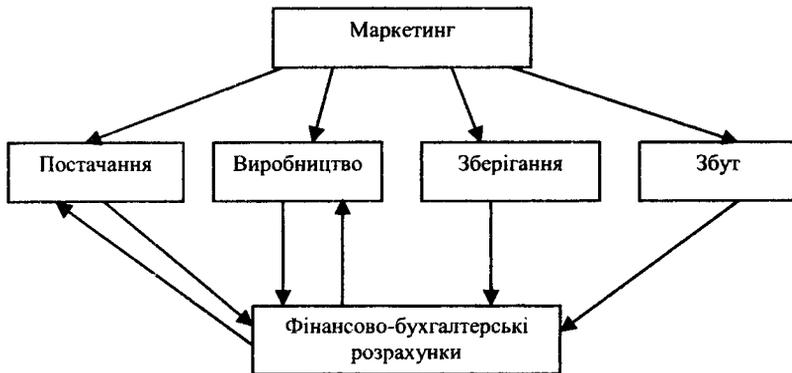 Маркетинг
Постачання
Виробництво
Зберігання
Збут
Фінансово-бухгалтерські
розрахунки